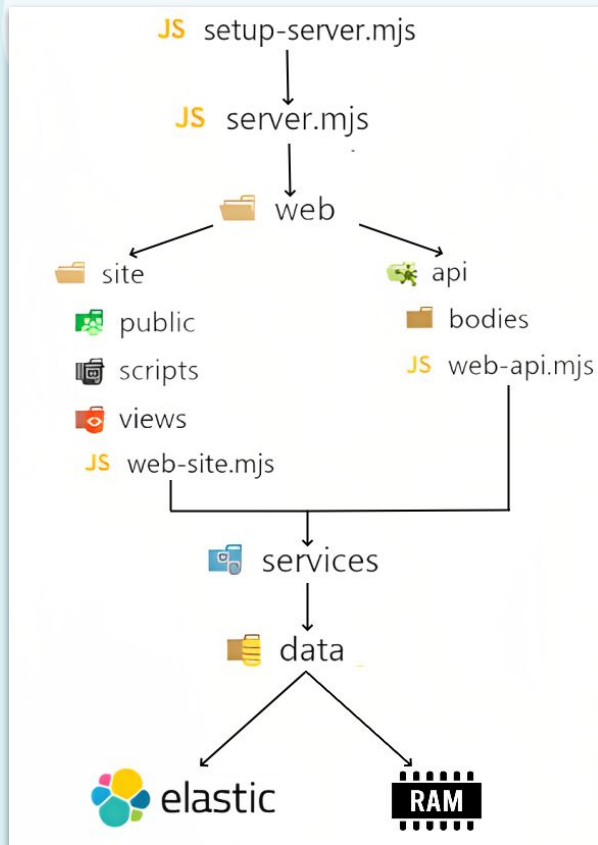 JS setup-server.mjs
JS server.mjs
web
site
api
public
bodies
scripts
JS web-api.mjs
views
JS web-site.mjs
services
data
elastic
RAM